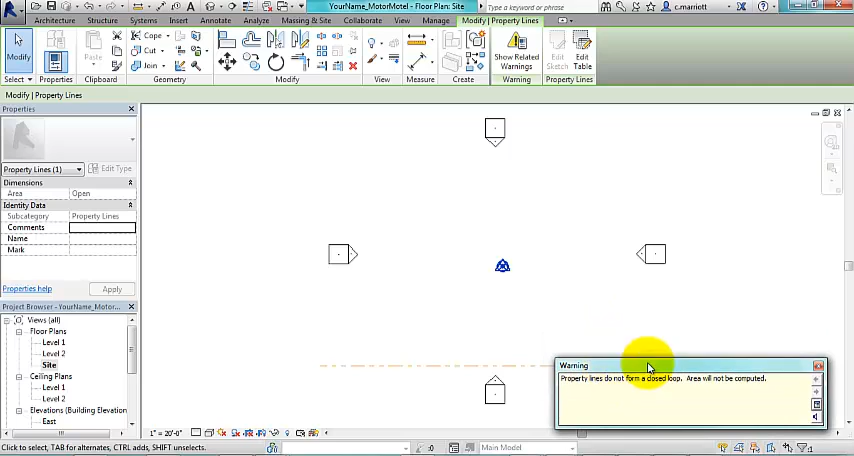 YourName_MotorMotel - Floor Plan: Site
Type a keyword or phrase
c.marriott
Architecture Structure Systems Insert Annotate Analyze Massing & Site Collaborate View Manage Modify | Property Lines
Modify Paste Cope Cut Join Show Related Warnings Edit Sketch Edit Table
Select Properties Clipboard Geometry Modify View Measure Create Warning Property Lines
Modify | Property Lines
Properties
Property Lines (1) Edit Type
Dimensions
Area Open
Identity Data
Subcategory Property Lines
Comments
Name
Mark
Properties help Apply
Project Browser - YourName_Motor...
Views (all)
Floor Plans
Level 1
Level 2
Site
Ceiling Plans
Level 1
Level 2
Elevations (Building Elevation
East
Warning
Property lines do not form a closed loop. Area will not be computed.
1" = 20'-0"
Click to select, TAB for alternates, CTRL adds, SHIFT unselects.
:0
Main Model